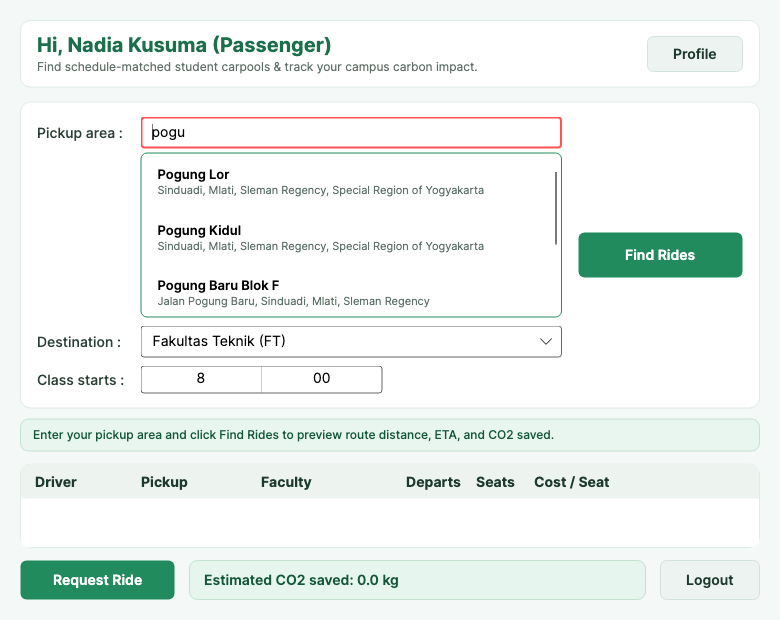 Hi, Nadia Kusuma (Passenger)
Find schedule-matched student carpools & track your campus carbon impact.
Profile
Pickup area :
pogu
Pogung Lor
Sinduadi, Mlati, Sleman Regency, Special Region of Yogyakarta
Pogung Kidul
Sinduadi, Mlati, Sleman Regency, Special Region of Yogyakarta
Pogung Baru Blok F
Jalan Pogung Baru, Sinduadi, Mlati, Sleman Regency
Find Rides
Destination :
Fakultas Teknik (FT)
Class starts :
8
00
Enter your pickup area and click Find Rides to preview route distance, ETA, and CO2 saved.
Driver Pickup Faculty Departs Seats Cost / Seat
Request Ride
Estimated CO2 saved: 0.0 kg
Logout